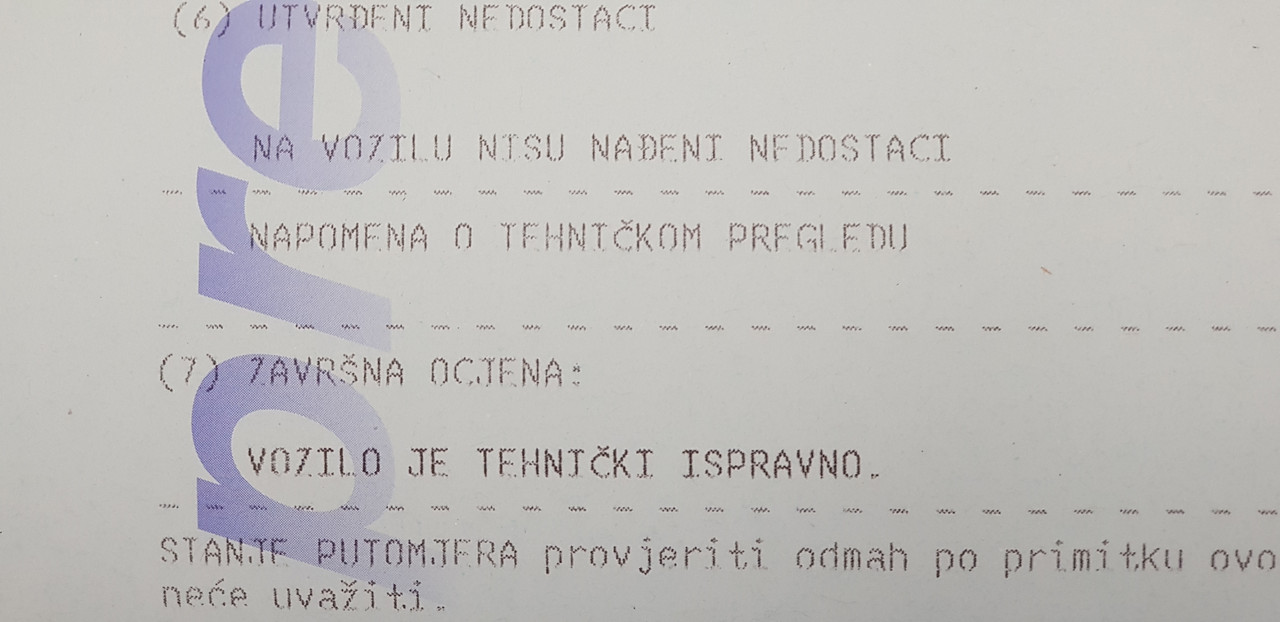 (6) UTVRĐENI NEDOSTACI
NA VOZILU NISU NAĐENI NEDOSTACI
NAPOMENA O TEHNIČKOM PREGLEDU
(7) ZAVRŠNA OCJENA:
VOZILO JE TEHNIČKI ISPRAVNO.
STANJE PUTOMJERA provjeriti odmah po primitku ovo
neće uvažiti.
pre